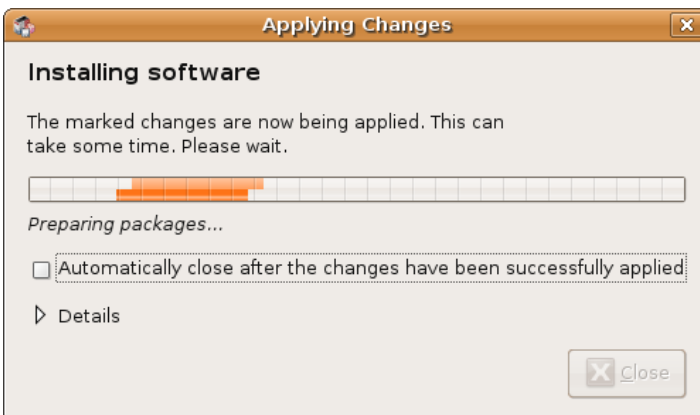 Applying Changes
Installing software
The marked changes are now being applied. This can
take some time. Please wait.
Preparing packages...
Automatically close after the changes have been successfully applied
Details
Close